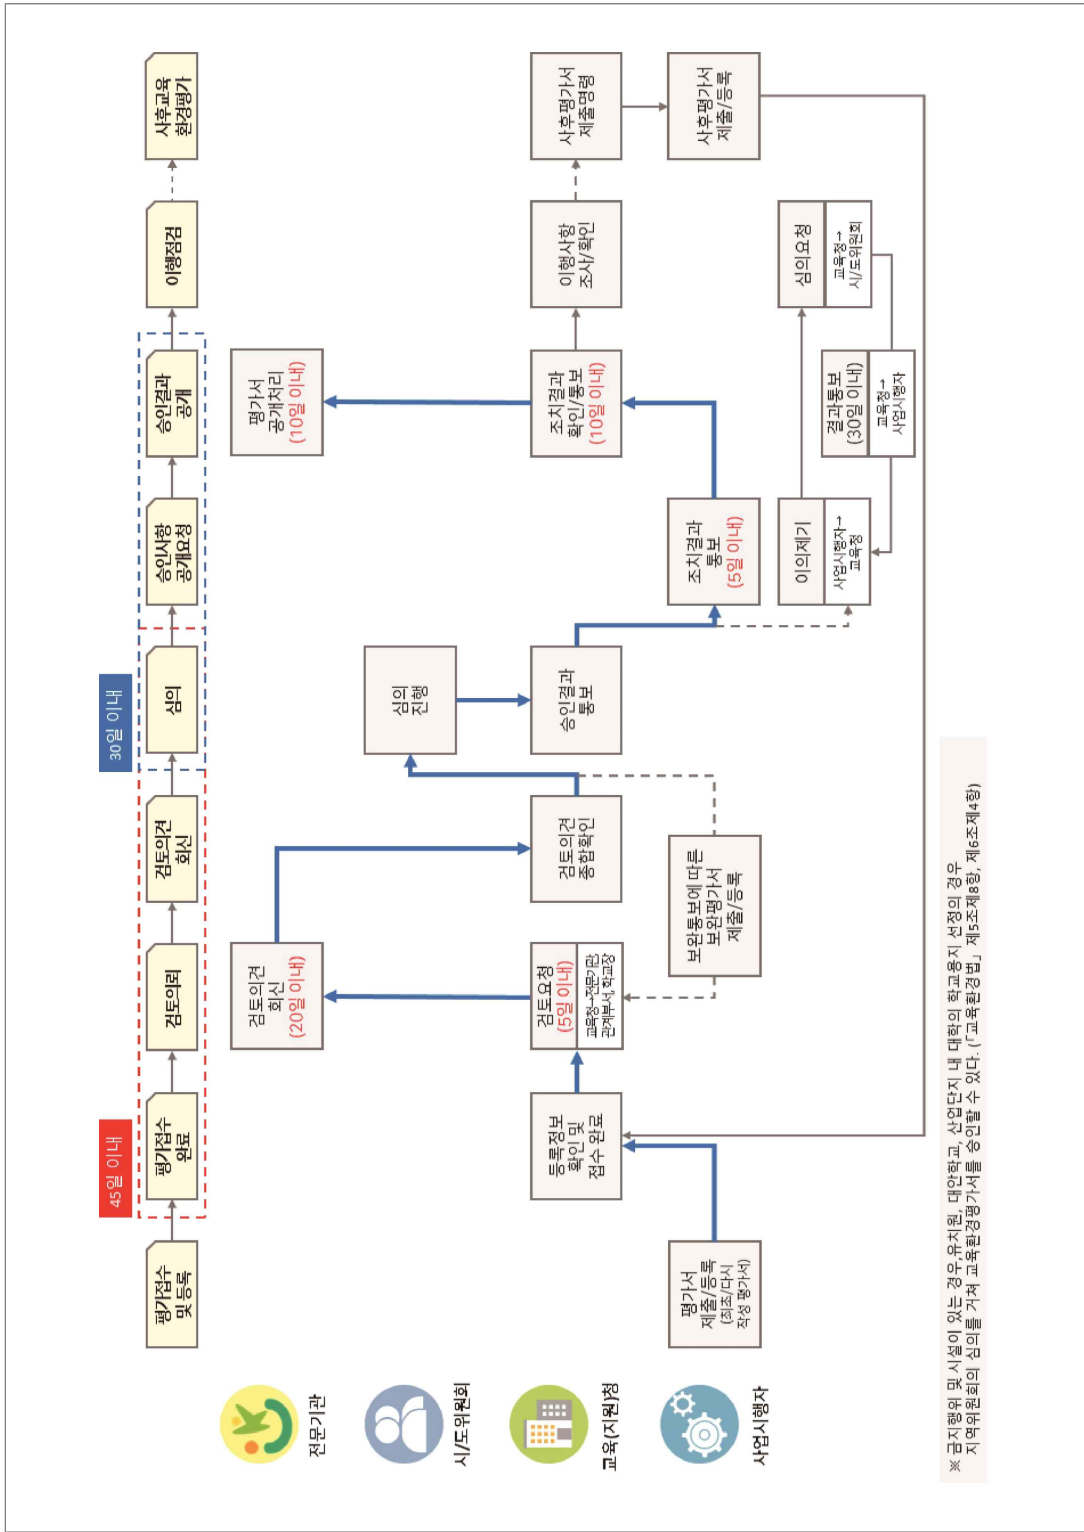 45일 이내
30일 이내
평가접수
및 등록
평가접수
완료
검토의뢰
검토의견
회신
심의
승인사항
공개요청
승인결과
공개
이행점검
사후교육
환경평가
전문기관
검토의견
회신
(20일 이내)
평가서
공개처리
(10일 이내)
시/도위원회
심의
진행
교육(지원)청
등록정보
확인 및
접수 완료
검토요청
(5일 이내)
교육청→전문기관,
관계부서, 학교장
검토의견
종합확인
승인결과
통보
조치결과
확인/통보
(10일 이내)
이행사항
조사/확인
사후평가서
제출명령
사업시행자
평가서
제출/등록
(최초/다시
작성 평가서)
보완통보에 따른
보완평가서
제출/등록
조치결과
통보
(5일 이내)
사후평가서
제출/등록
이의제기
사업시행자→
교육청
심의요청
교육청→
시/도위원회
결과통보
(30일 이내)
교육청→
사업시행자
※ 금지행위 및 시설이 있는 경우,유치원, 대안학교, 산업단지 내 대학의 학교용지 선정의 경우
지역위원회의 심의를 거쳐 교육환경평가서를 승인할 수 있다. (「교육환경법」 제5조제8항, 제6조제4항)